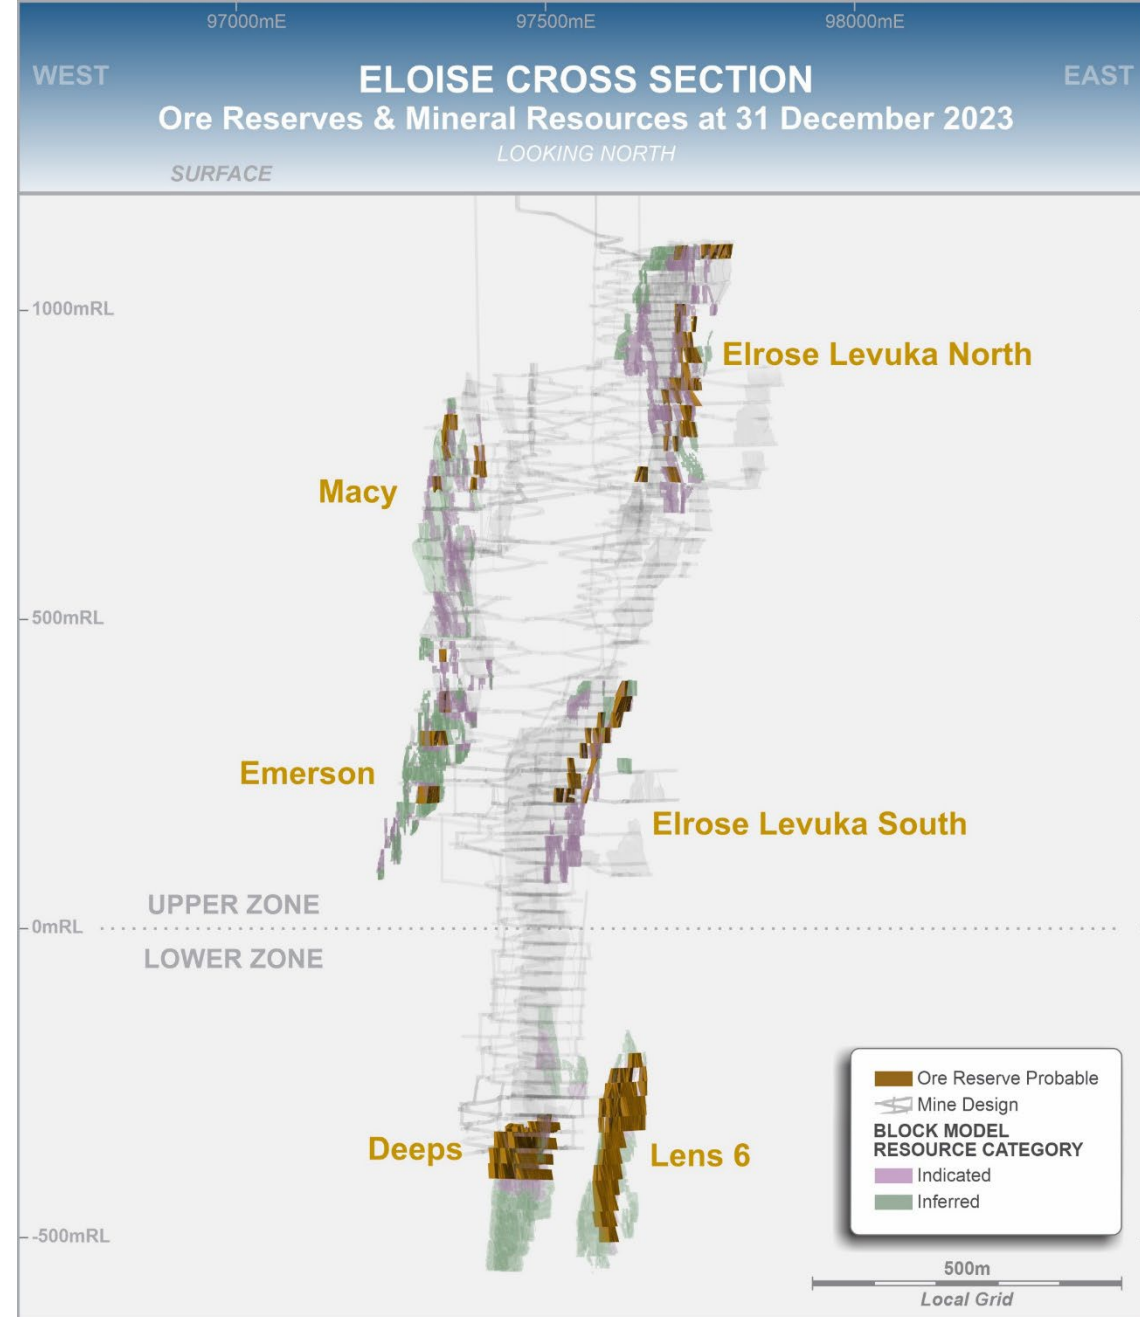 97000mE 97500mE 98000mE
WEST ELOISE CROSS SECTION EAST
Ore Reserves & Mineral Resources at 31 December 2023
LOOKING NORTH
SURFACE
1000mRL
Elrose Levuka North
Macy
500mRL
Emerson
Elrose Levuka South
UPPER ZONE
0mRL
LOWER ZONE
Deeps
Lens 6
-500mRL
Ore Reserve Probable
Mine Design
BLOCK MODEL
RESOURCE CATEGORY
Indicated
Inferred
500m
Local Grid